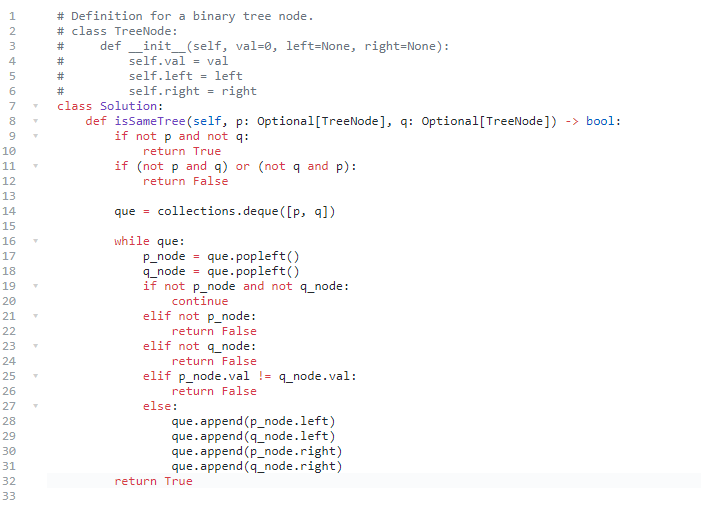 1 # Definition for a binary tree node.
2 # class TreeNode:
3 #     def __init__(self, val=0, left=None, right=None):
4 #         self.val = val
5 #         self.left = left
6 #         self.right = right
7 class Solution:
8     def isSameTree(self, p: Optional[TreeNode], q: Optional[TreeNode]) -> bool:
9         if not p and not q:
10             return True
11         if (not p and q) or (not q and p):
12             return False
13
14         que = collections.deque([p, q])
15
16         while que:
17             p_node = que.popleft()
18             q_node = que.popleft()
19             if not p_node and not q_node:
20                 continue
21             elif not p_node:
22                 return False
23             elif not q_node:
24                 return False
25             elif p_node.val != q_node.val:
26                 return False
27             else:
28                 que.append(p_node.left)
29                 que.append(q_node.left)
30                 que.append(p_node.right)
31                 que.append(q_node.right)
32         return True
33